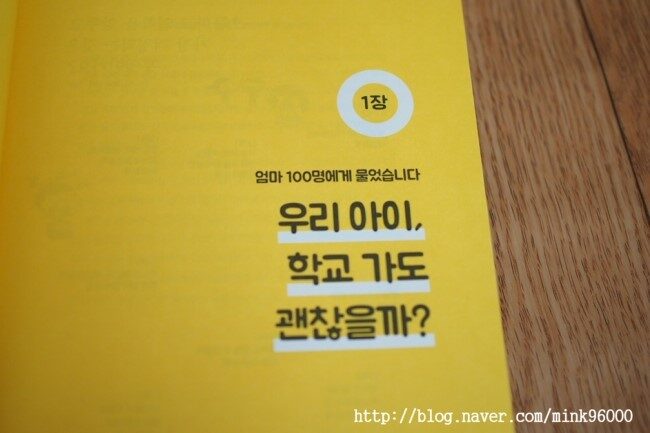 1장
엄마 100명에게 물었습니다
우리 아이,
학교 가도
괜찮을까?
http://blog.naver.com/mink96000